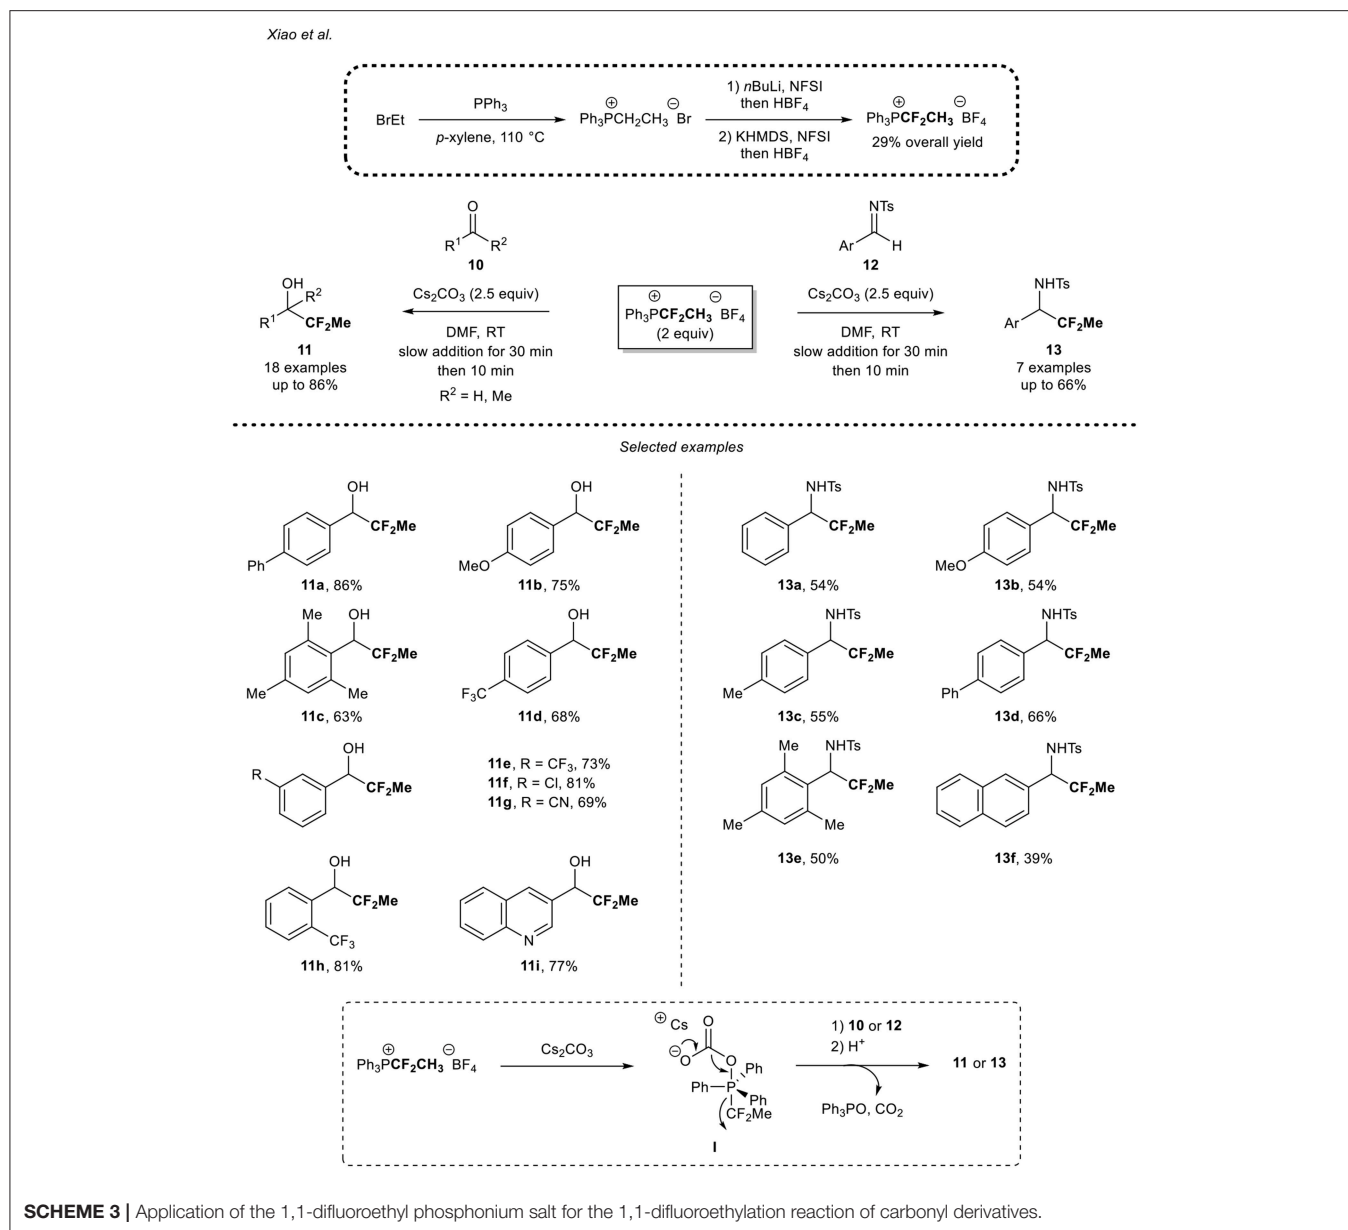 Xiao et al.
BrEt
PPh3
p-xylene, 110 °C
Ph3PCH2CH3 Br
⊕ ⊖
1) nBuLi, NFSI
then HBF4
2) KHMDS, NFSI
then HBF4
⊕ ⊖
Ph3PCF2CH3 BF4
29% overall yield
O
R1 R2
10
Cs2CO3 (2.5 equiv)
DMF, RT
slow addition for 30 min
then 10 min
R2 = H, Me
OH
R2
R1 CF2Me
11
18 examples
up to 86%
⊕ ⊖
Ph3PCF2CH3 BF4
(2 equiv)
NTs
Ar H
12
Cs2CO3 (2.5 equiv)
DMF, RT
slow addition for 30 min
then 10 min
NHTs
Ar CF2Me
13
7 examples
up to 66%
Selected examples
OH
CF2Me
Ph
11a, 86%
OH
CF2Me
MeO
11b, 75%
Me OH
CF2Me
Me Me
11c, 63%
OH
CF2Me
F3C
11d, 68%
OH
R
CF2Me
11e, R = CF3, 73%
11f, R = Cl, 81%
11g, R = CN, 69%
OH
CF2Me
CF3
11h, 81%
OH
CF2Me
N
11i, 77%
NHTs
CF2Me
13a, 54%
NHTs
CF2Me
MeO
13b, 54%
NHTs
CF2Me
Me
13c, 55%
NHTs
CF2Me
Ph
13d, 66%
Me NHTs
CF2Me
Me Me
13e, 50%
NHTs
CF2Me
13f, 39%
⊕ ⊖
Ph3PCF2CH3 BF4
Cs2CO3
⊕ Cs
O
⊖
O O
Ph
Ph P
Ph
CF2Me
I
1) 10 or 12
2) H+
Ph3PO, CO2
11 or 13
SCHEME 3 | Application of the 1,1-difluoroethyl phosphonium salt for the 1,1-difluoroethylation reaction of carbonyl derivatives.